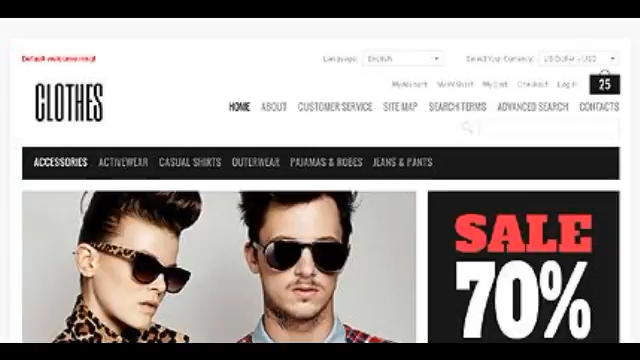 Default welcome msg!
Language: English Select Your Currency: US Dollar - USD
CLOTHES
My Account My Wishlist My Cart Checkout Log In 25
HOME ABOUT CUSTOMER SERVICE SITE MAP SEARCH TERMS ADVANCED SEARCH CONTACTS
ACCESSORIES ACTIVEWEAR CASUAL SHIRTS OUTERWEAR PAJAMAS & ROBES JEANS & PANTS
SALE
70%